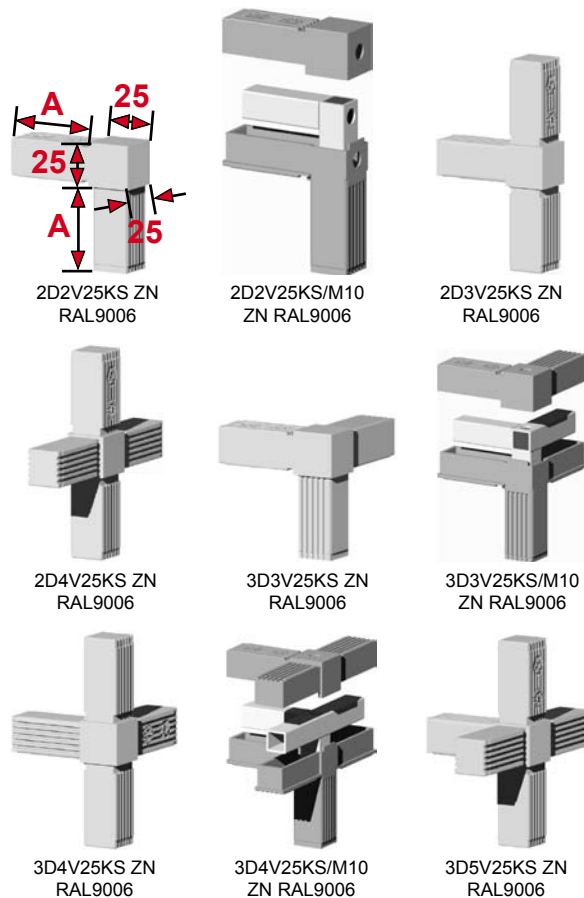 A
25
25
A
25
2D2V25KS ZN
RAL9006
2D2V25KS/M10
ZN RAL9006
2D3V25KS ZN
RAL9006
2D4V25KS ZN
RAL9006
3D3V25KS ZN
RAL9006
3D3V25KS/M10
ZN RAL9006
3D4V25KS ZN
RAL9006
3D4V25KS/M10
ZN RAL9006
3D5V25KS ZN
RAL9006